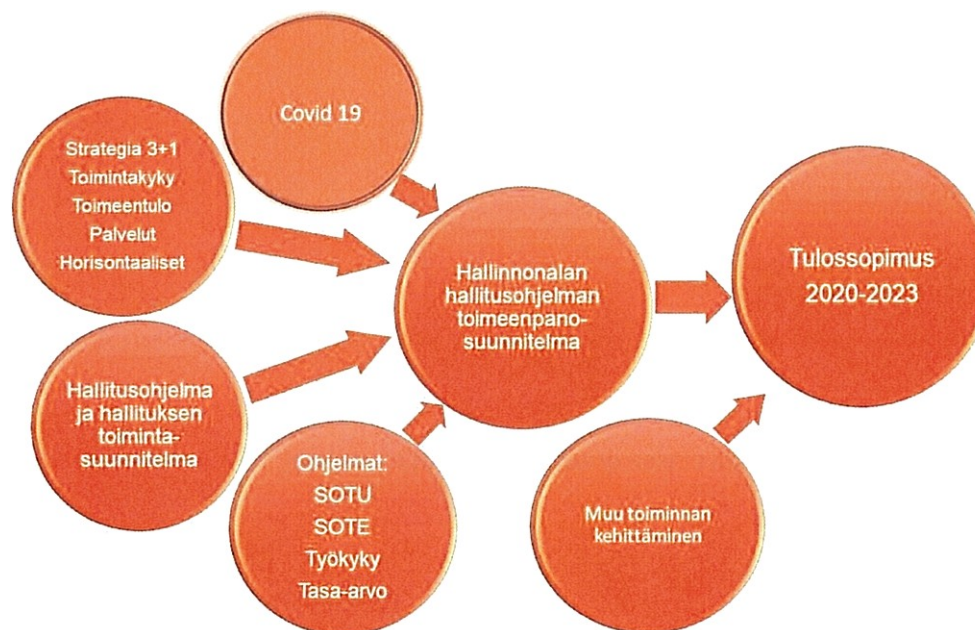 Covid 19
Strategia 3+1
Toimintakyky
Toimeentulo
Palvelut
Horisontaaliset
Hallitusohjelma
ja hallituksen
toiminta-
suunnitelma
Ohjelmat:
SOTU
SOTE
Työkyky
Tasa-arvo
Hallinnonalan
hallitusohjelman
toimeenpano-
suunnitelma
Tulossopimus
2020-2023
Muu toiminnan
kehittäminen